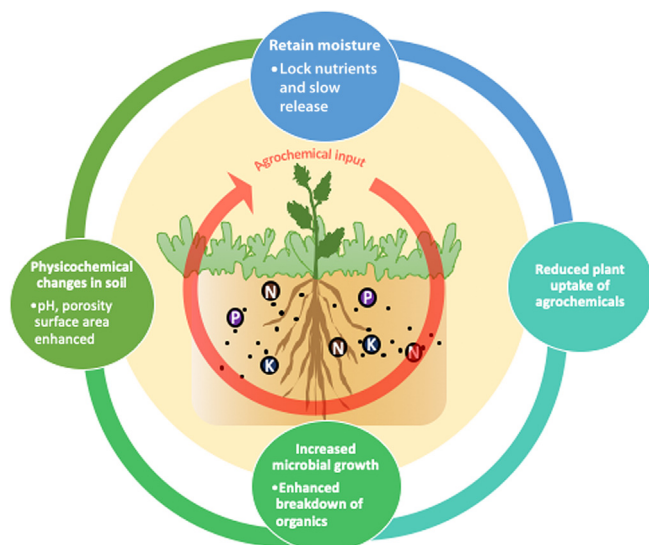 Retain moisture
•Lock nutrients
and slow
release
Agrochemical input
Physicochemical
changes in soil
•pH, porosity
surface area
enhanced
Reduced plant
uptake of
agrochemicals
N
P
P
N
K
N
K
Increased
microbial growth
•Enhanced
breakdown of
organics